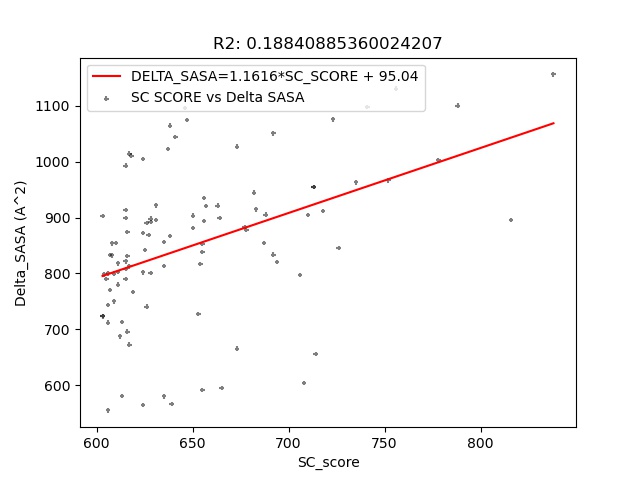 R2: 0.18840885360024207
DELTA_SASA=1.1616*SC_SCORE + 95.04
SC SCORE vs Delta SASA
Delta_SASA (A^2)
1100
1000
900
800
700
600
600 650 700 750 800
SC_score